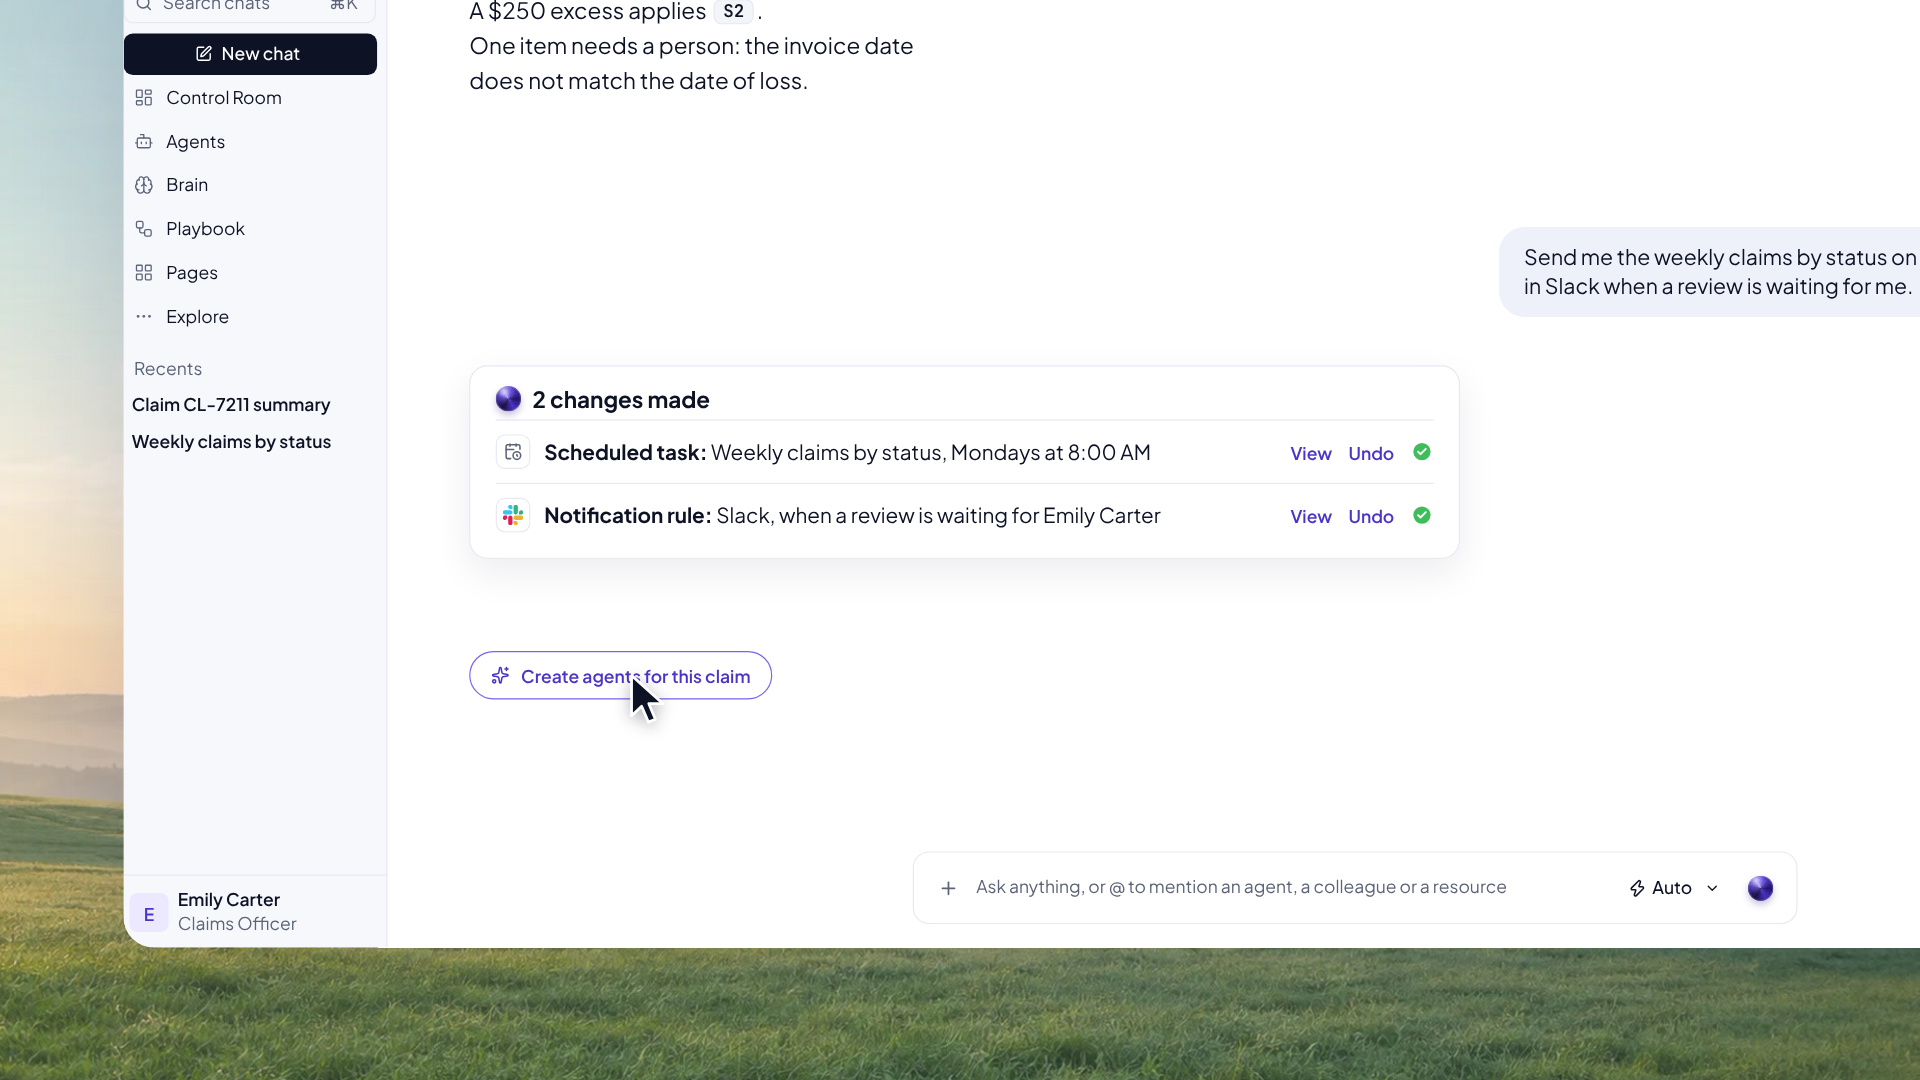 Search chats ⌘K
New chat
Control Room
Agents
Brain
Playbook
Pages
Explore
Recents
Claim CL-7211 summary
Weekly claims by status
Emily Carter
Claims Officer
E
A $250 excess applies S2 .
One item needs a person: the invoice date
does not match the date of loss.
Send me the weekly claims by status on
in Slack when a review is waiting for me.
2 changes made
Scheduled task: Weekly claims by status, Mondays at 8:00 AM View Undo
Notification rule: Slack, when a review is waiting for Emily Carter View Undo
Create agents for this claim
Ask anything, or @ to mention an agent, a colleague or a resource Auto